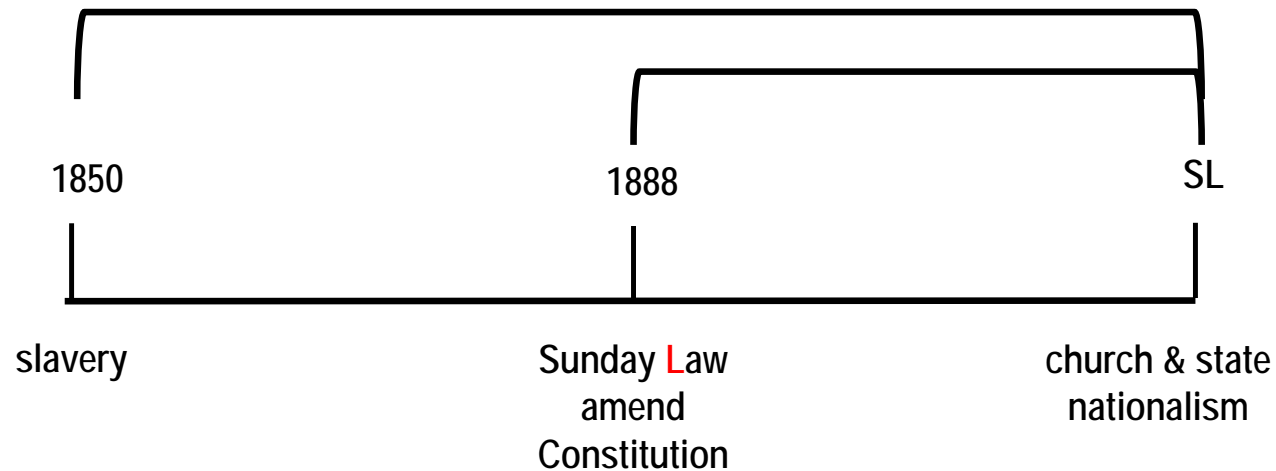 1850
1888
SL
slavery
Sunday Law
amend
Constitution
church & state
nationalism